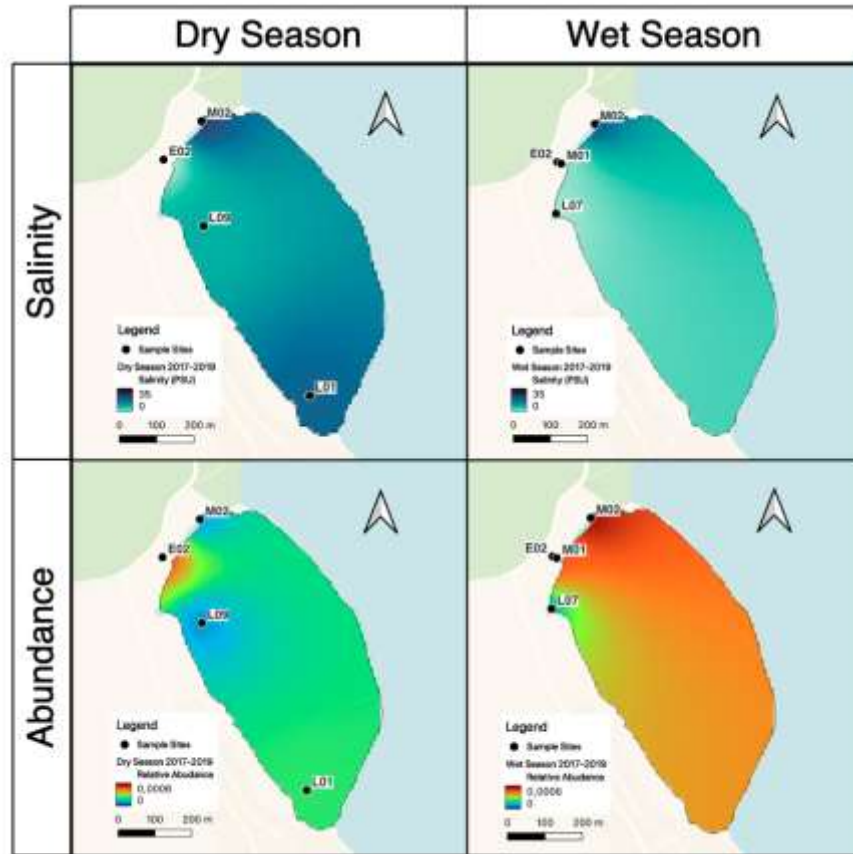 Dry Season
Wet Season
Salinity
M02
E02
L09
L01
Legend
Sample Sites
Dry Season 2017-2019
Salinity (PSU)
35
0
0 100 200 m
M02
E02 M01
L07
Legend
Sample Sites
Wet Season 2017-2019
Salinity (PSU)
35
0
0 100 200 m
Abundance
M02
E02
L09
L01
Legend
Sample Sites
Dry Season 2017-2019
Relative Abudance
0,0006
0
0 100 200 m
M02
E02 M01
L07
Legend
Sample Sites
Wet Season 2017-2019
Relative Abudance
0,0006
0
0 100 200 m